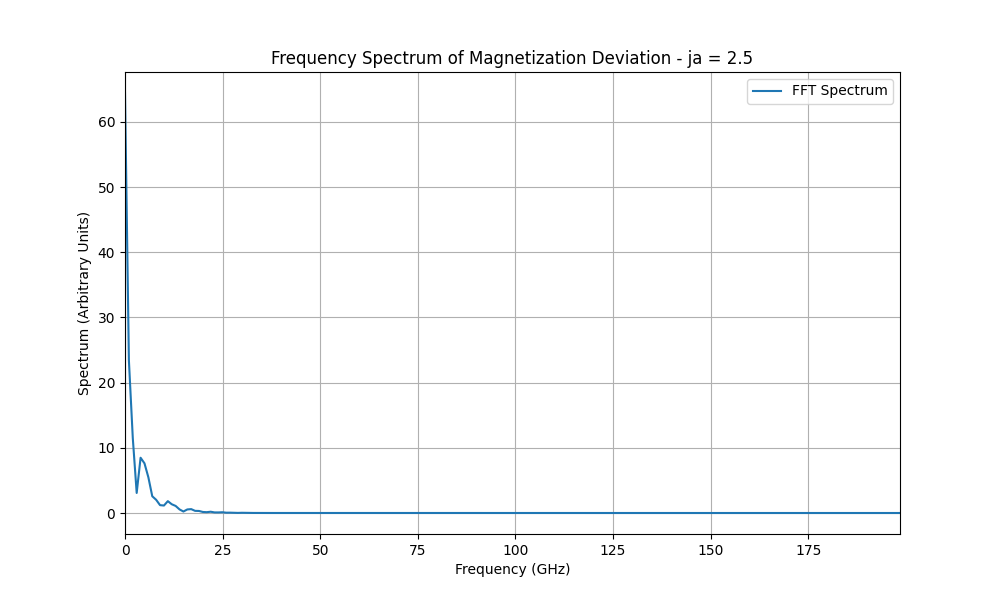 Frequency Spectrum of Magnetization Deviation - ja = 2.5
FFT Spectrum
Spectrum (Arbitrary Units)
60
50
40
30
20
10
0
0 25 50 75 100 125 150 175
Frequency (GHz)